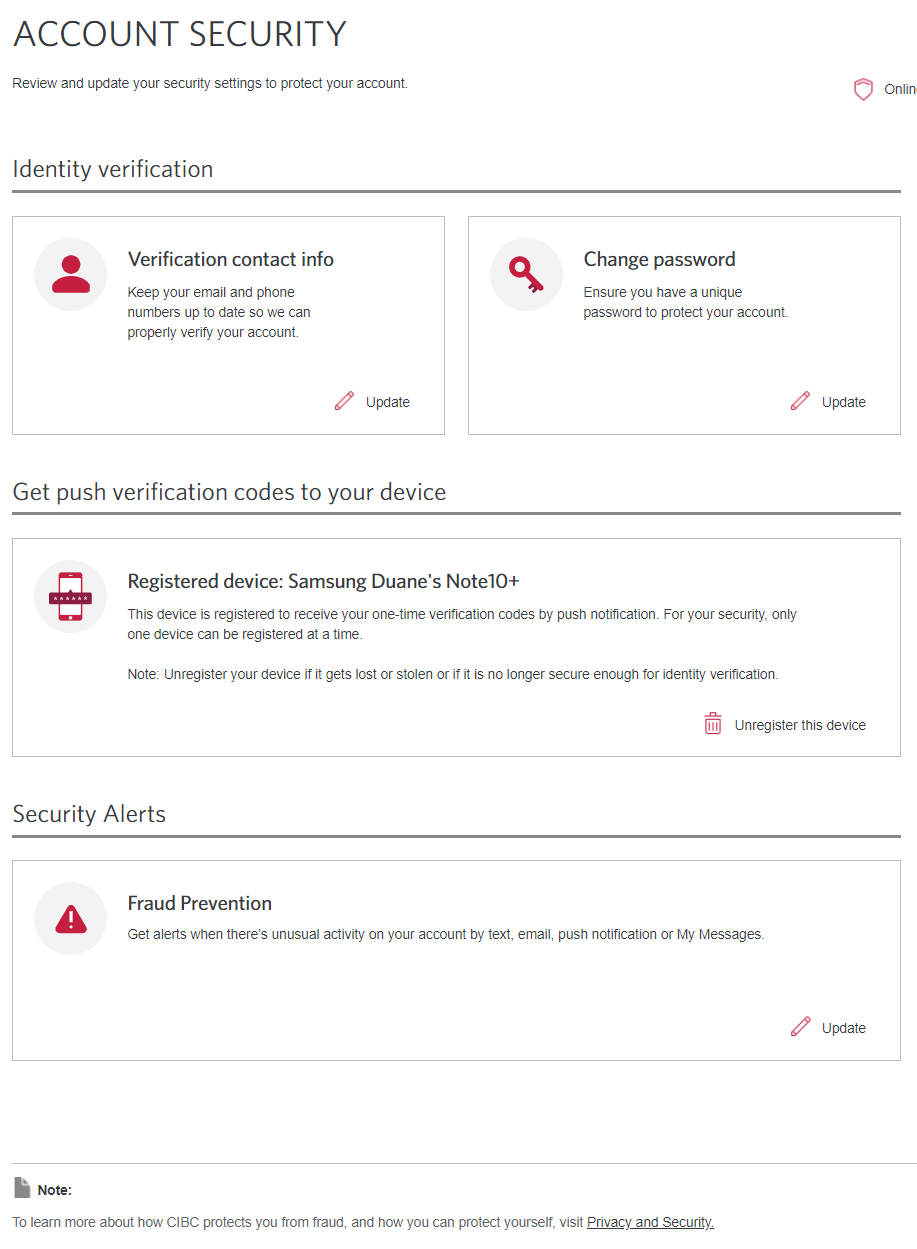 ACCOUNT SECURITY
Review and update your security settings to protect your account.
Onlin
Identity verification
Verification contact info
Keep your email and phone
numbers up to date so we can
properly verify your account.
Update
Change password
Ensure you have a unique
password to protect your account.
Update
Get push verification codes to your device
Registered device: Samsung Duane's Note10+
This device is registered to receive your one-time verification codes by push notification. For your security, only
one device can be registered at a time.
Note: Unregister your device if it gets lost or stolen or if it is no longer secure enough for identity verification.
Unregister this device
Security Alerts
Fraud Prevention
Get alerts when there's unusual activity on your account by text, email, push notification or My Messages.
Update
Note:
To learn more about how CIBC protects you from fraud, and how you can protect yourself, visit Privacy and Security.